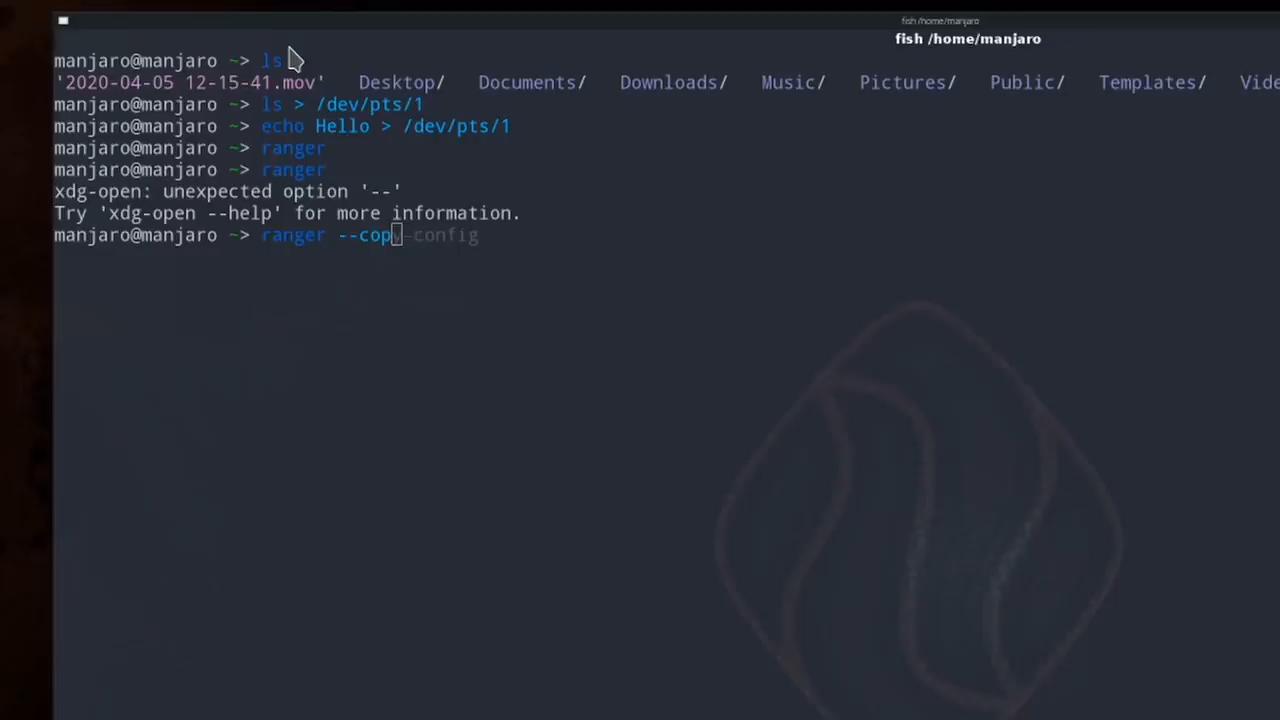 fish /home/manjaro
fish /home/manjaro
manjaro@manjaro ~> ls
'2020-04-05 12-15-41.mov' Desktop/ Documents/ Downloads/ Music/ Pictures/ Public/ Templates/ Vide
manjaro@manjaro ~> ls > /dev/pts/1
manjaro@manjaro ~> echo Hello > /dev/pts/1
manjaro@manjaro ~> ranger
manjaro@manjaro ~> ranger
xdg-open: unexpected option '--'
Try 'xdg-open --help' for more information.
manjaro@manjaro ~> ranger --copy-config